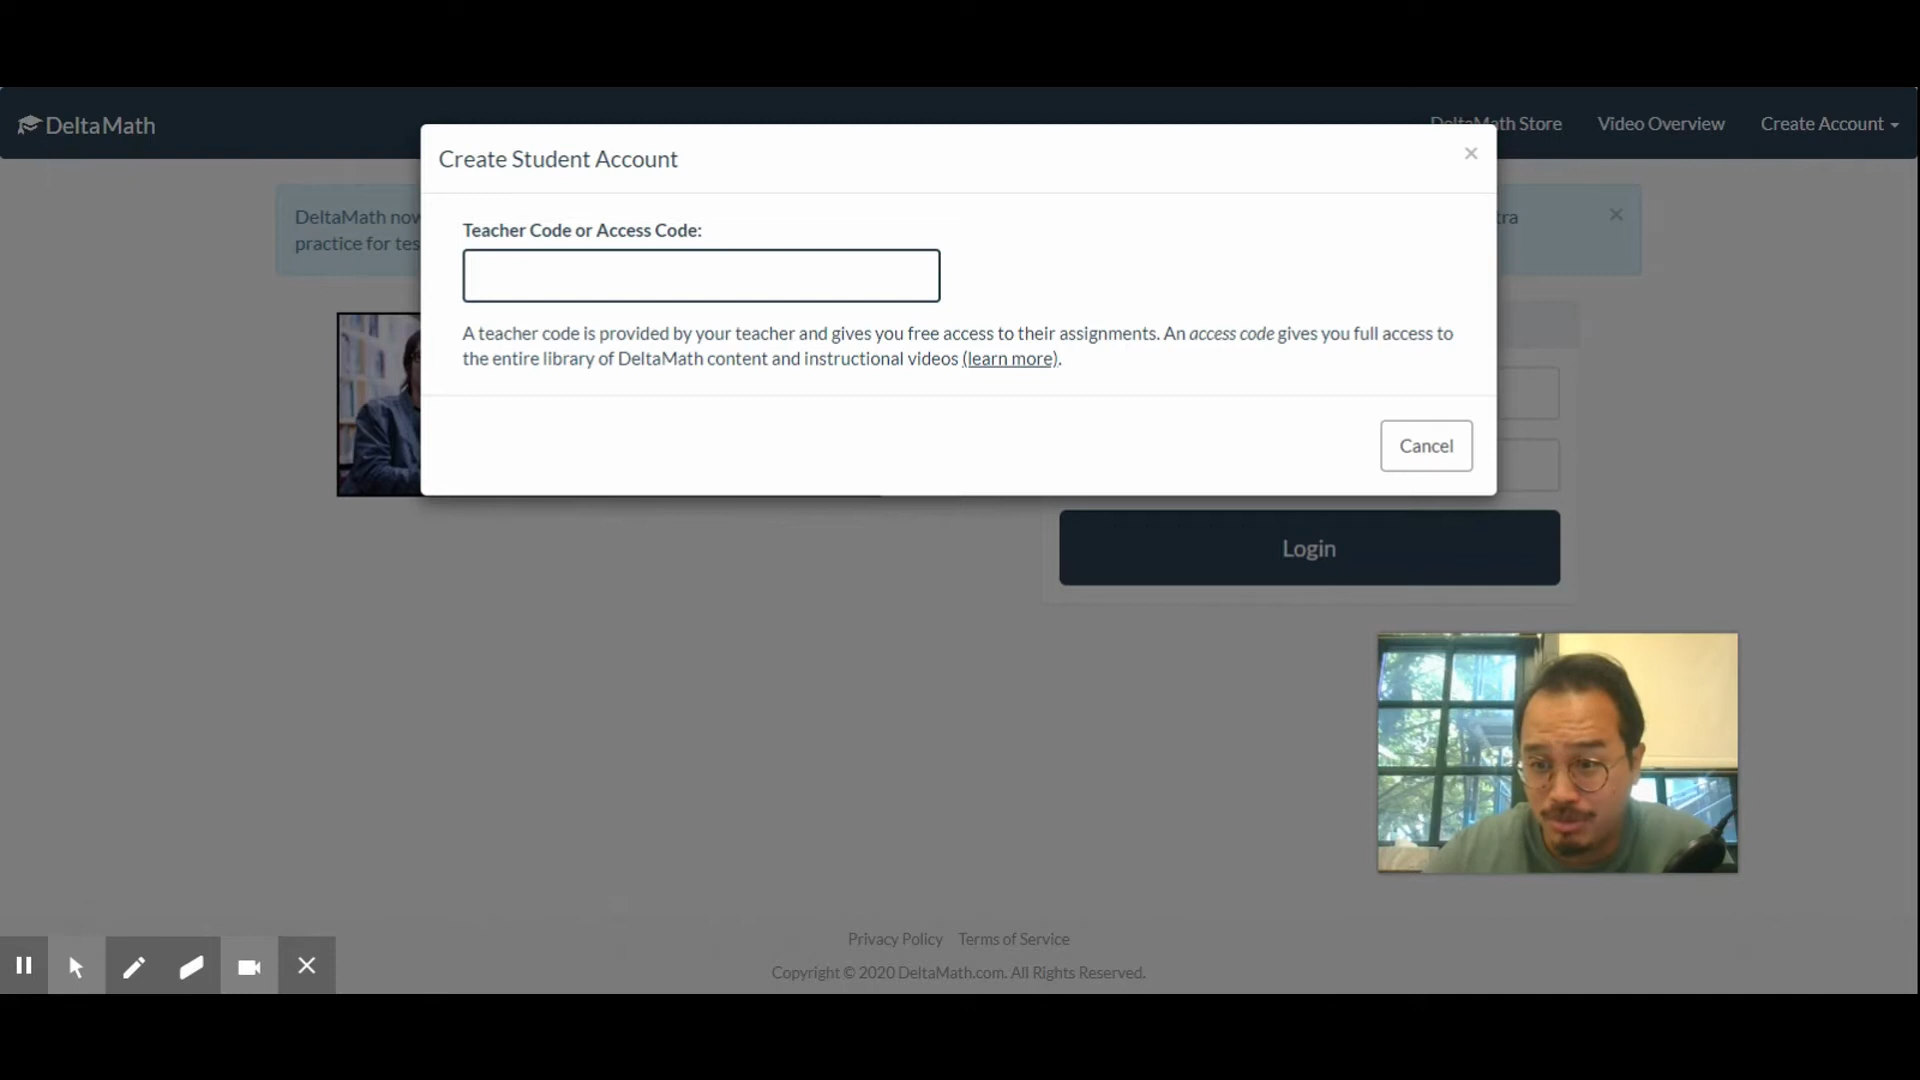 DeltaMath
DeltaMath Store
Video Overview
Create Account
Create Student Account
×
DeltaMath now
tra
practice for tes
×
Teacher Code or Access Code:
A teacher code is provided by your teacher and gives you free access to their assignments. An access code gives you full access to
the entire library of DeltaMath content and instructional videos (learn more).
Cancel
Login
Privacy Policy
Terms of Service
Copyright © 2020 DeltaMath.com. All Rights Reserved.